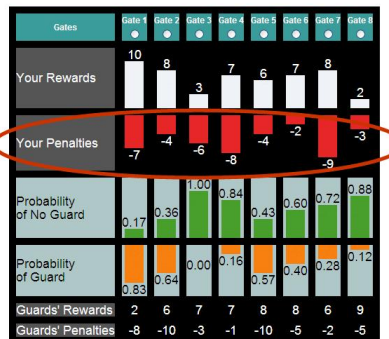 Gates Gate 1 Gate 2 Gate 3 Gate 4 Gate 5 Gate 6 Gate 7 Gate 8
Your Rewards 10 8 3 7 6 7 8 2
Your Penalties -7 -4 -6 -8 -4 -2 -9 -3
Probability of No Guard 0.17 0.36 1.00 0.84 0.43 0.60 0.72 0.88
Probability of Guard 0.83 0.64 0.00 0.16 0.57 0.40 0.28 0.12
Guards' Rewards 2 6 7 7 8 8 6 9
Guards' Penalties -8 -10 -3 -1 -10 -5 -2 -5